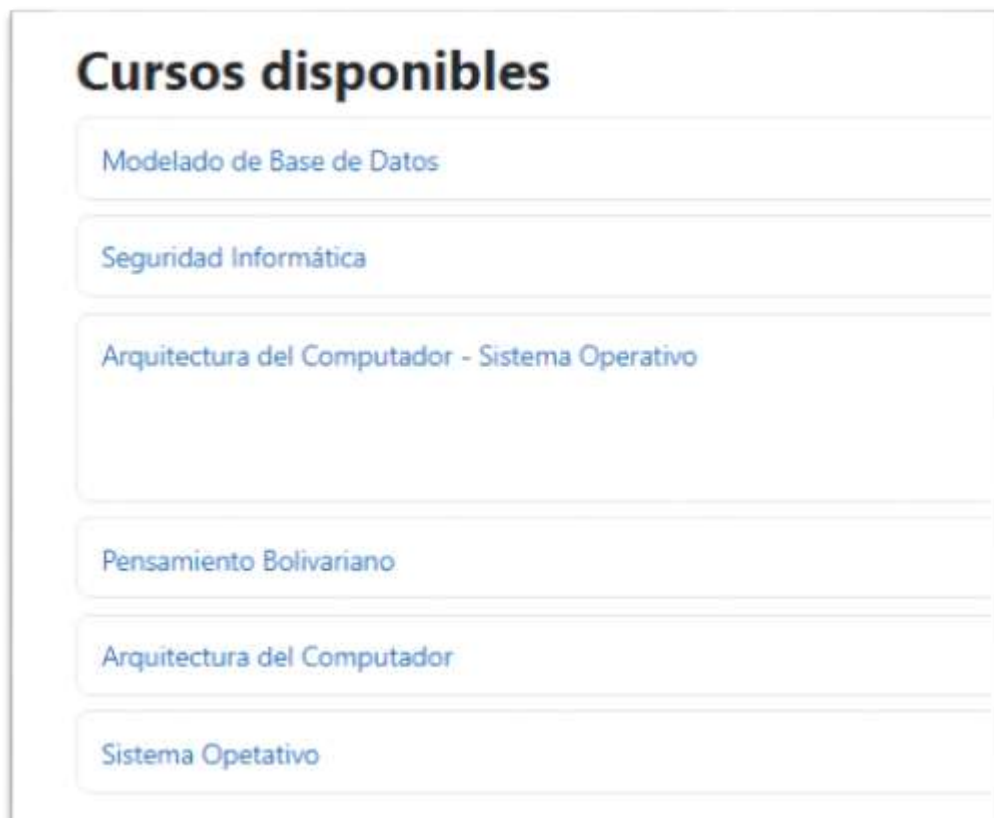 Cursos disponibles
Modelado de Base de Datos
Seguridad Informática
Arquitectura del Computador - Sistema Operativo
Pensamiento Bolivariano
Arquitectura del Computador
Sistema Opetativo